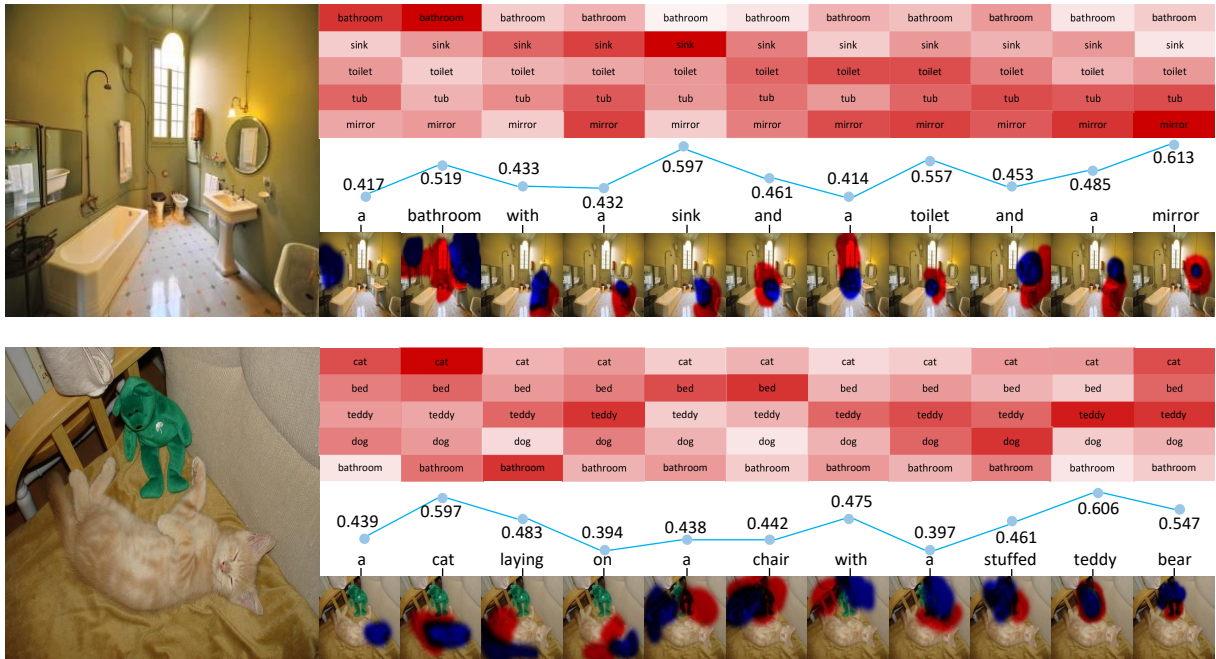 bathroom bathroom bathroom bathroom bathroom bathroom bathroom bathroom bathroom bathroom bathroom
sink sink sink sink sink sink sink sink sink sink sink
toilet toilet toilet toilet toilet toilet toilet toilet toilet toilet toilet
tub tub tub tub tub tub tub tub tub tub tub
mirror mirror mirror mirror mirror mirror mirror mirror mirror mirror mirror
0.417 0.519 0.433 0.432 0.597 0.461 0.414 0.557 0.453 0.485 0.613
a bathroom with a sink and a toilet and a mirror
cat cat cat cat cat cat cat cat cat cat cat
bed bed bed bed bed bed bed bed bed bed bed
teddy teddy teddy teddy teddy teddy teddy teddy teddy teddy teddy
dog dog dog dog dog dog dog dog dog dog dog
bathroom bathroom bathroom bathroom bathroom bathroom bathroom bathroom bathroom bathroom bathroom
0.439 0.597 0.483 0.394 0.438 0.442 0.475 0.397 0.461 0.606 0.547
a cat laying on a chair with a stuffed teddy bear